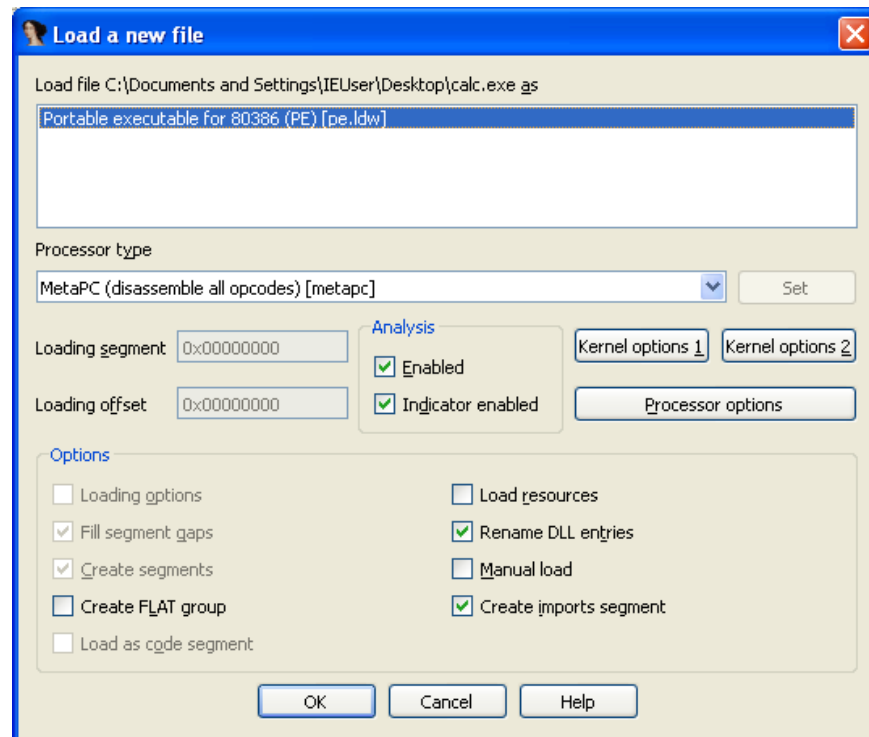 Load a new file
Load file C:\Documents and Settings\IEUser\Desktop\calc.exe as
Portable executable for 80386 (PE) [pe.ldw]
Processor type
MetaPC (disassemble all opcodes) [metapc]
Set
Loading segment
0x00000000
Loading offset
0x00000000
Analysis
Enabled
Indicator enabled
Kernel options 1
Kernel options 2
Processor options
Options
Loading options
Fill segment gaps
Create segments
Create FLAT group
Load as code segment
Load resources
Rename DLL entries
Manual load
Create imports segment
OK
Cancel
Help